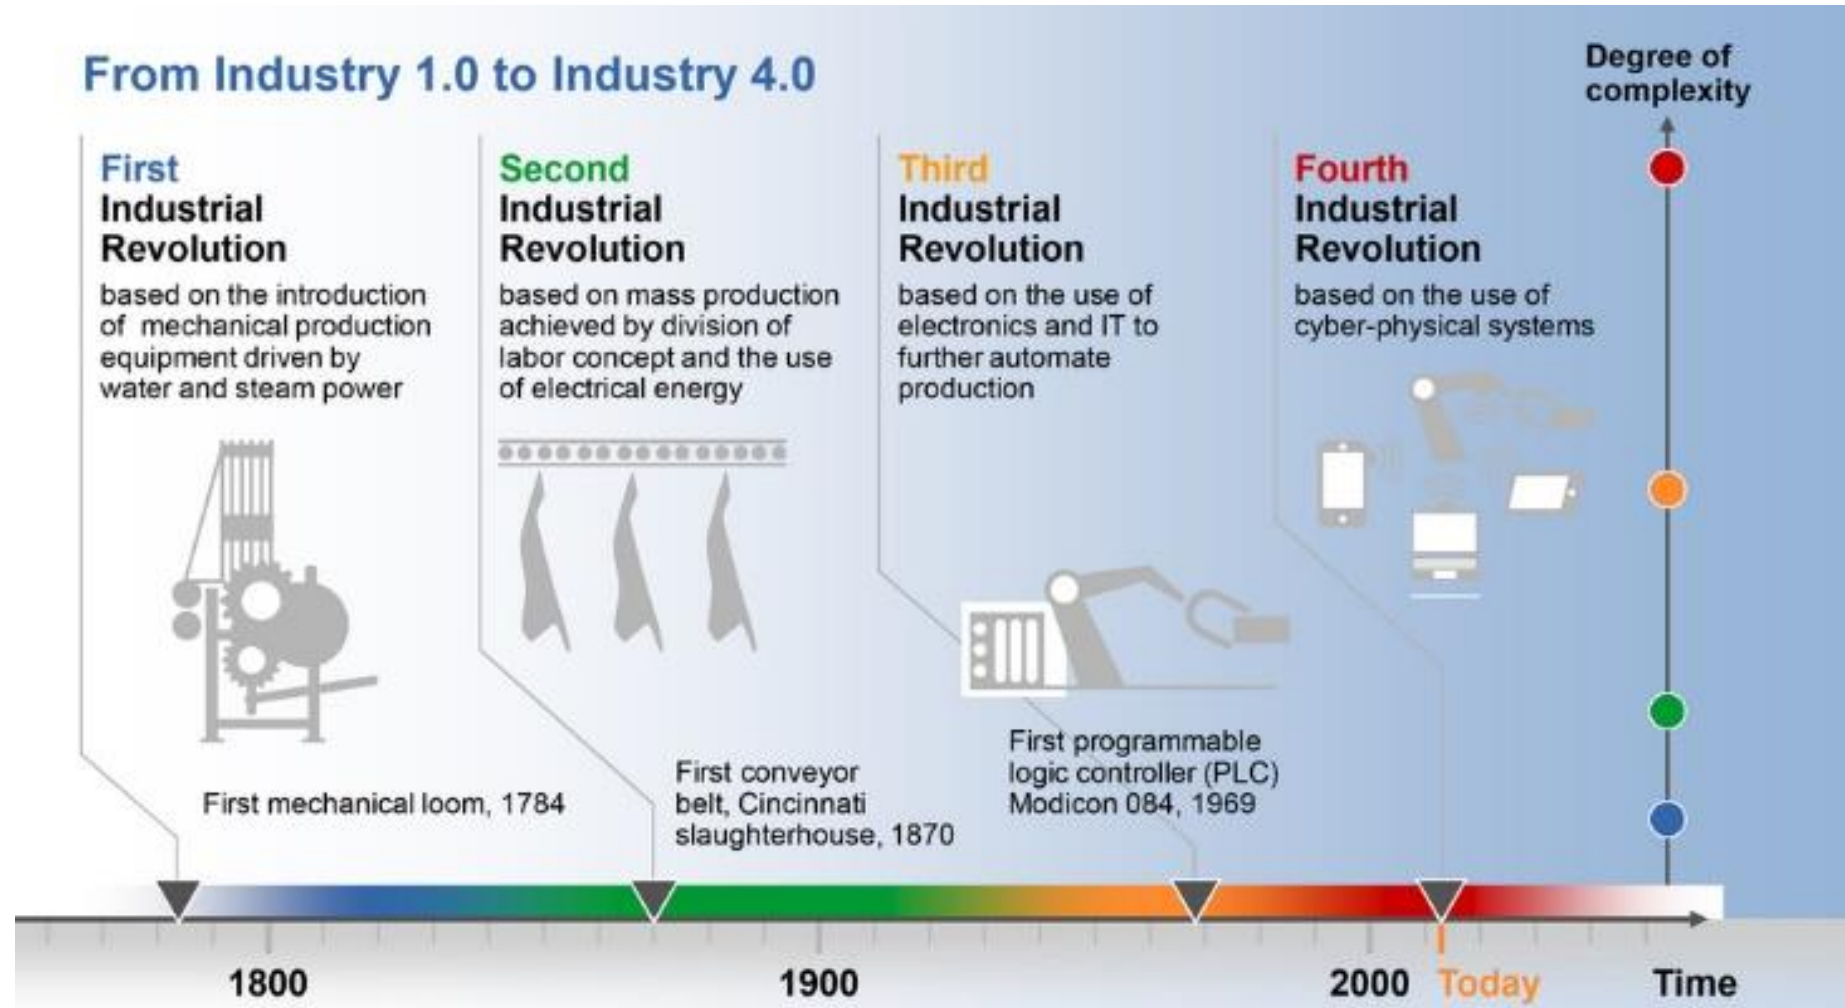 From Industry 1.0 to Industry 4.0
Degree of
complexity
First
Industrial
Revolution
based on the introduction
of mechanical production
equipment driven by
water and steam power
First mechanical loom, 1784
Second
Industrial
Revolution
based on mass production
achieved by division of
labor concept and the use
of electrical energy
First conveyor
belt, Cincinnati
slaughterhouse, 1870
Third
Industrial
Revolution
based on the use of
electronics and IT to
further automate
production
First programmable
logic controller (PLC)
Modicon 084, 1969
Fourth
Industrial
Revolution
based on the use of
cyber-physical systems
1800
1900
2000
Today
Time